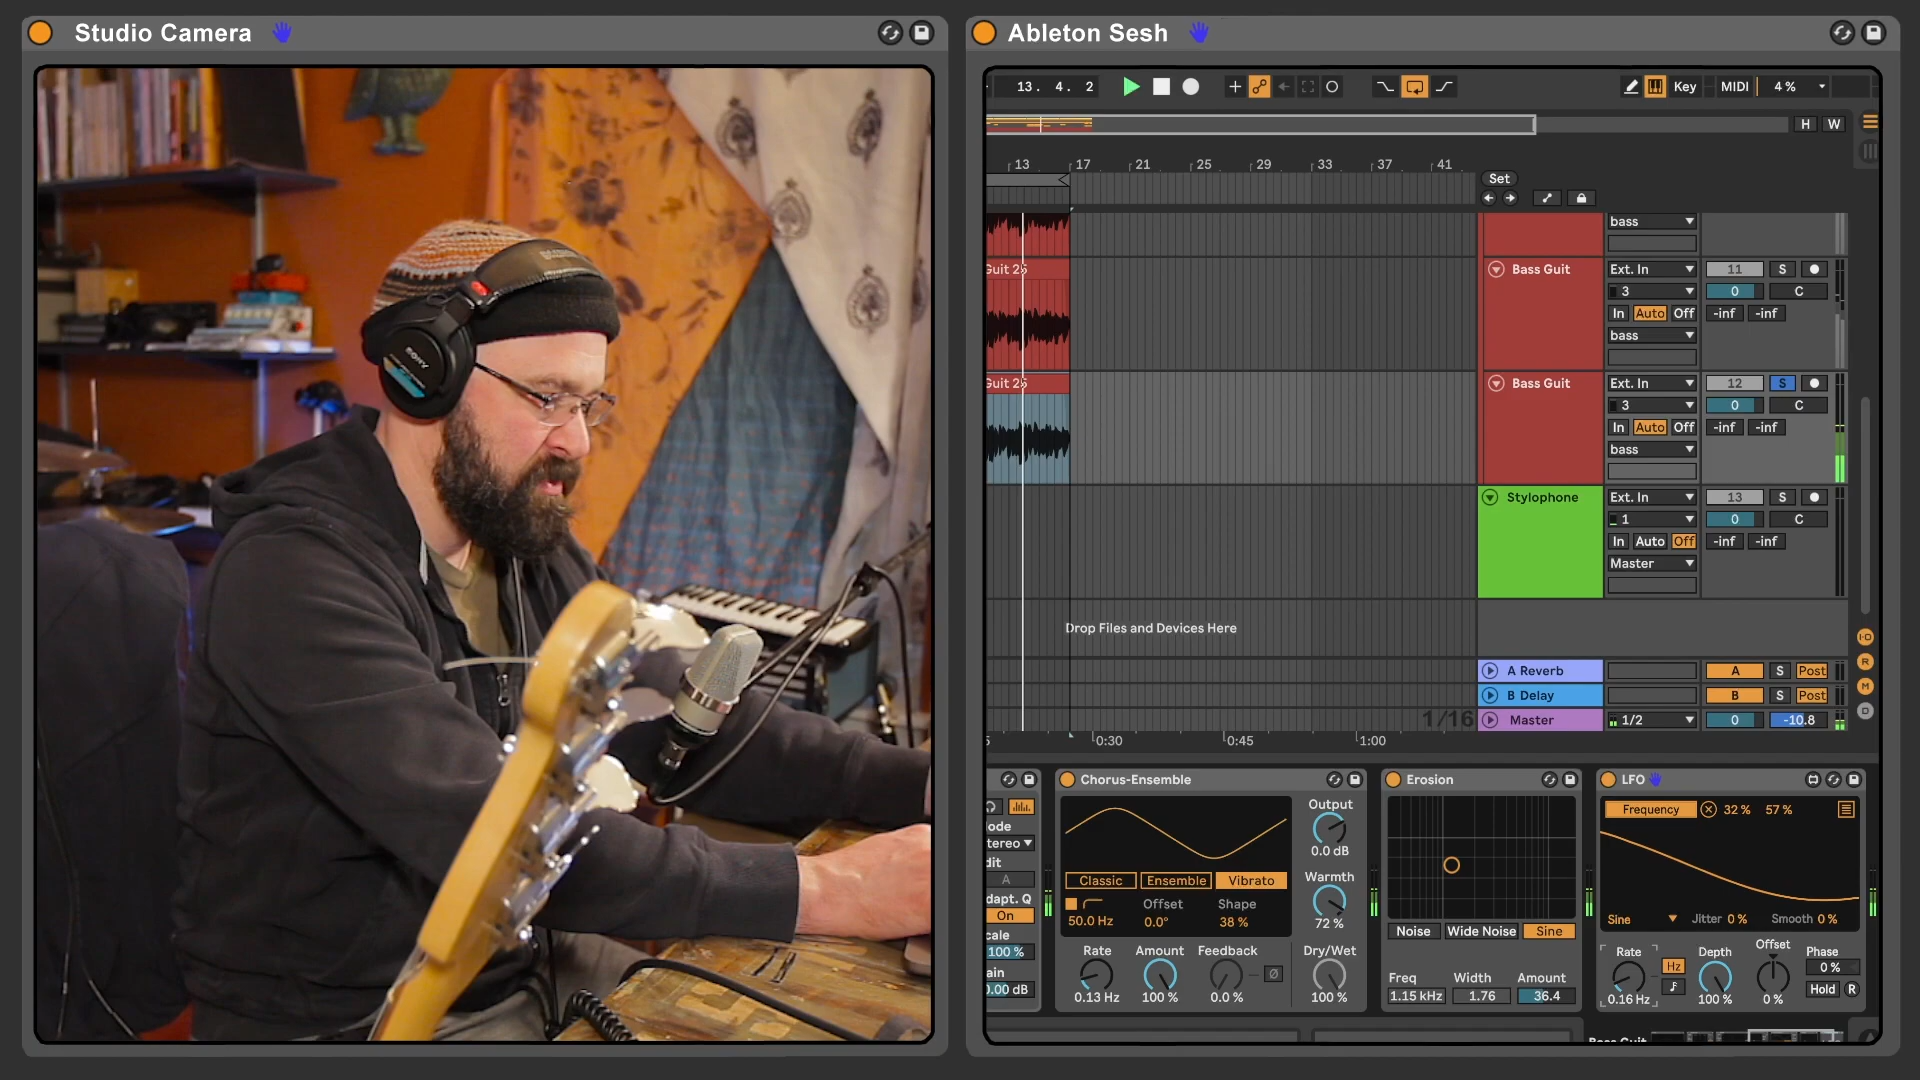 Studio Camera
Ableton Sesh
SONY
13. 4. 2
Key
MIDI
4 %
H
W
13
17
21
25
29
33
37
41
Set
bass
Guit 25
Bass Guit
Ext. In
11
S
3
0
C
In
Auto
Off
-inf
-inf
bass
Guit 25
Bass Guit
Ext. In
12
S
3
0
C
In
Auto
Off
-inf
-inf
bass
Stylophone
Ext. In
13
S
1
0
C
In
Auto
Off
-inf
-inf
Master
Drop Files and Devices Here
A Reverb
A
S
Post
B Delay
B
S
Post
1/16
Master
1/2
0
-10.8
0:30
0:45
1:00
I·O
R
M
D
ode
tereo
dit
A
dapt. Q
On
cale
100 %
ain
0.00 dB
Chorus-Ensemble
Classic
Ensemble
Vibrato
50.0 Hz
Offset
0.0°
Shape
38 %
Rate
0.13 Hz
Amount
100 %
Feedback
0.0 %
Ø
Output
0.0 dB
Warmth
72 %
Dry/Wet
100 %
Erosion
Noise
Wide Noise
Sine
Freq
1.15 kHz
Width
1.76
Amount
36.4
LFO
Frequency
32 %
57 %
Sine
Jitter 0 %
Smooth 0 %
Rate
0.16 Hz
Hz
Depth
100 %
Offset
0 %
Phase
0 %
Hold
R
Bass Guit